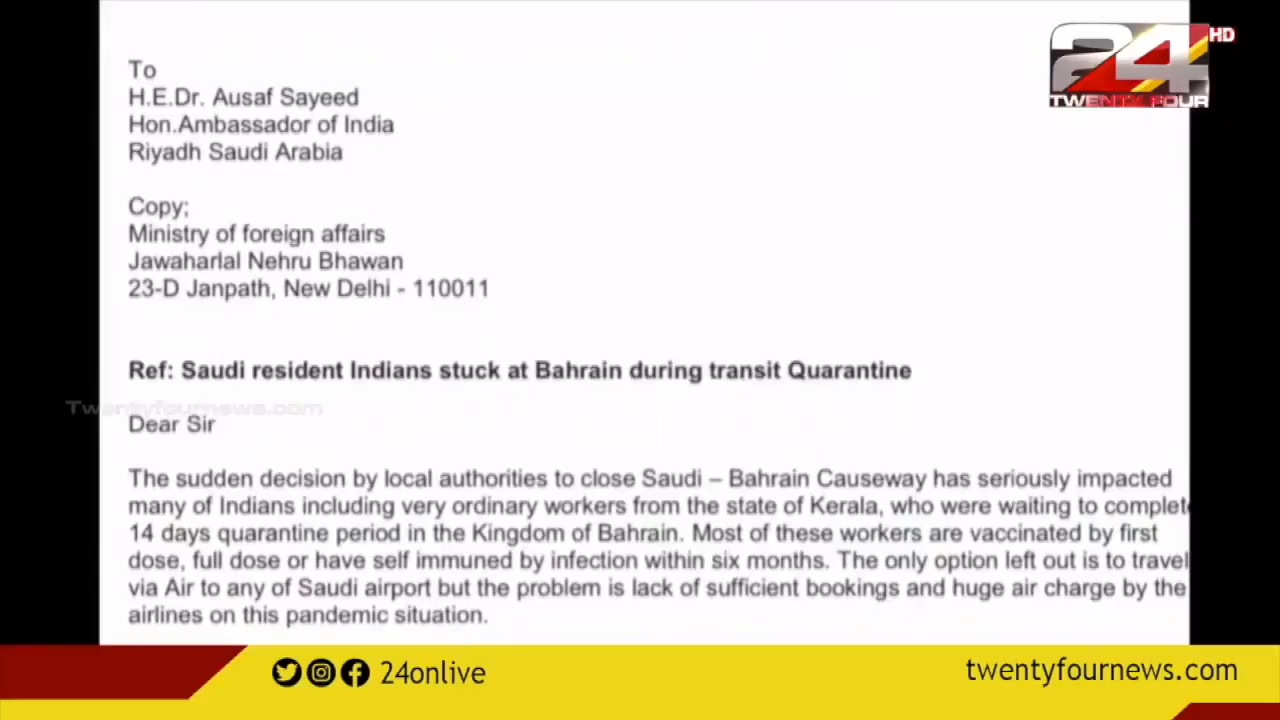 24 HD
TWENTY FOUR
To
H.E.Dr. Ausaf Sayeed
Hon.Ambassador of India
Riyadh Saudi Arabia
Copy;
Ministry of foreign affairs
Jawaharlal Nehru Bhawan
23-D Janpath, New Delhi - 110011
Ref: Saudi resident Indians stuck at Bahrain during transit Quarantine
Twentyfournews.com
Dear Sir
The sudden decision by local authorities to close Saudi – Bahrain Causeway has seriously impacted
many of Indians including very ordinary workers from the state of Kerala, who were waiting to complete
14 days quarantine period in the Kingdom of Bahrain. Most of these workers are vaccinated by first
dose, full dose or have self immuned by infection within six months. The only option left out is to travel
via Air to any of Saudi airport but the problem is lack of sufficient bookings and huge air charge by the
airlines on this pandemic situation.
24onlive
twentyfournews.com